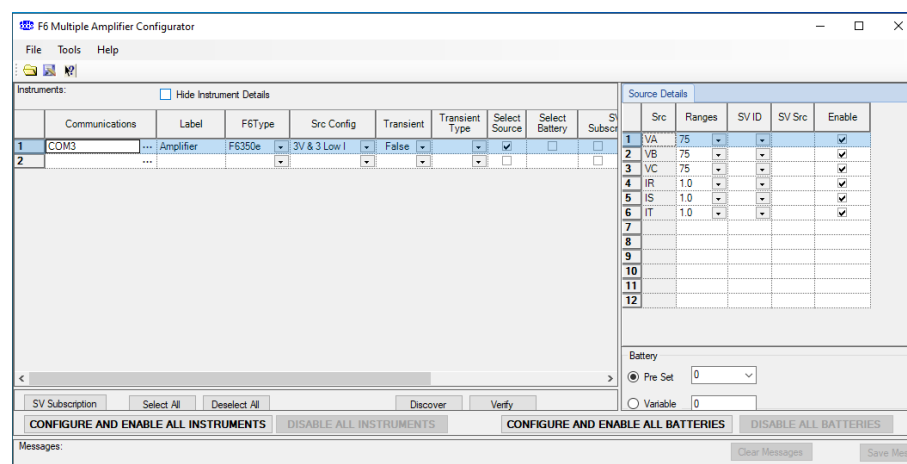 F6 Multiple Amplifier Configurator
File Tools Help
Instruments:
Hide Instrument Details
Communications Label F6Type Src Config Transient Transient Type Select Source Select Battery
1 COM3 ... Amplifier F6350e 3V & 3 Low I False
2 ...
SV Subscription Select All Deselect All Discover Verify
Source Details
Src Ranges SV ID SV Src Enable
1 VA 75
2 VB 75
3 VC 75
4 IR 1.0
5 IS 1.0
6 IT 1.0
7
8
9
10
11
12
Battery
Pre Set 0
Variable 0
CONFIGURE AND ENABLE ALL INSTRUMENTS DISABLE ALL INSTRUMENTS CONFIGURE AND ENABLE ALL BATTERIES DISABLE ALL BATTERIES
Messages:
Clear Messages Save Mes